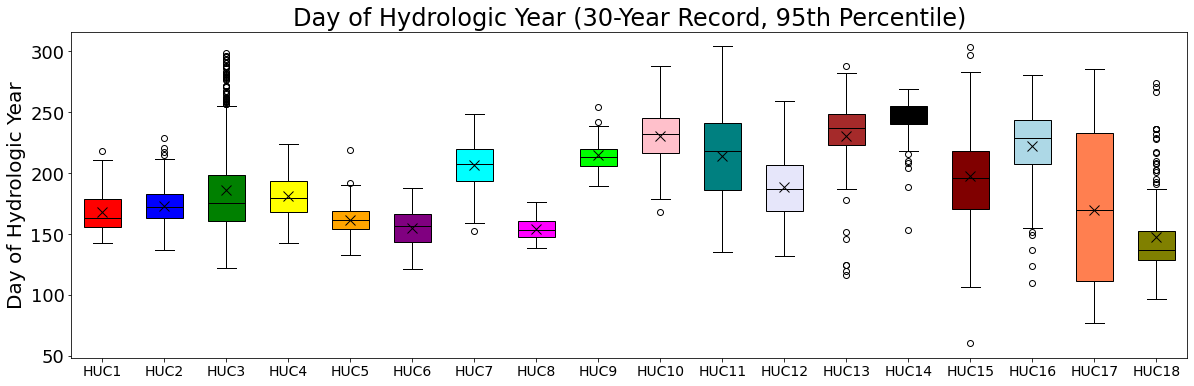 Day of Hydrologic Year (30-Year Record, 95th Percentile)
Day of Hydrologic Year
300
250
200
150
100
50
HUC1 HUC2 HUC3 HUC4 HUC5 HUC6 HUC7 HUC8 HUC9 HUC10 HUC11 HUC12 HUC13 HUC14 HUC15 HUC16 HUC17 HUC18